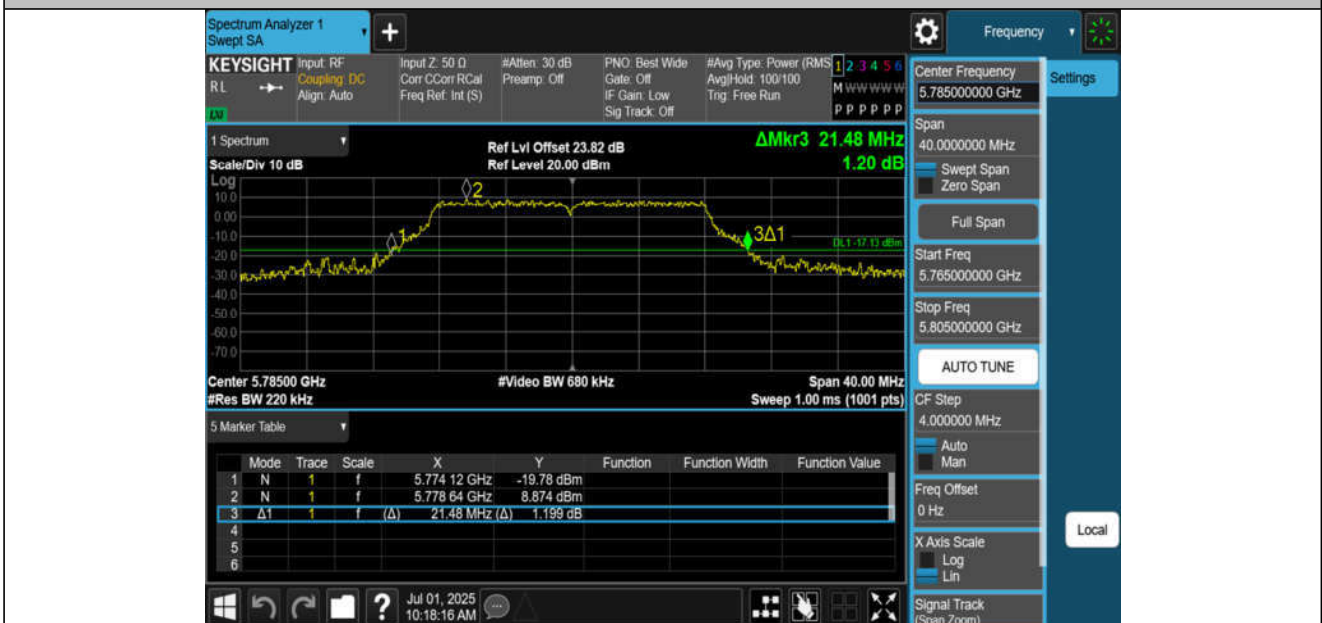 Spectrum Analyzer 1
Swept SA
+
Frequency
KEYSIGHT
RL
LV
Input: RF
Coupling: DC
Align: Auto
Input Z: 50 Ω
Corr CCorr RCal
Freq Ref: Int (S)
#Atten: 30 dB
Preamp: Off
PNO: Best Wide
Gate: Off
IF Gain: Low
Sig Track: Off
#Avg Type: Power (RMS
Avg|Hold: 100/100
Trig: Free Run
1 2 3 4 5 6
M W W W W W
P P P P P P
1 Spectrum
Scale/Div 10 dB
Log
Ref Lvl Offset 23.82 dB
Ref Level 20.00 dBm
ΔMkr3 21.48 MHz
1.20 dB
10.0
0.00
-10.0
-20.0
-30.0
-40.0
-50.0
-60.0
-70.0
2
1
3Δ1
DL1 -17.13 dBm
Center 5.78500 GHz
#Video BW 680 kHz
Span 40.00 MHz
#Res BW 220 kHz
Sweep 1.00 ms (1001 pts)
5 Marker Table
Mode Trace Scale X Y Function Function Width Function Value
1 N 1 f 5.774 12 GHz -19.78 dBm
2 N 1 f 5.778 64 GHz 8.874 dBm
3 Δ1 1 f (Δ) 21.48 MHz (Δ) 1.199 dB
4
5
6
?
Jul 01, 2025
10:18:16 AM
Center Frequency
5.785000000 GHz
Span
40.0000000 MHz
Swept Span
Zero Span
Full Span
Start Freq
5.765000000 GHz
Stop Freq
5.805000000 GHz
AUTO TUNE
CF Step
4.000000 MHz
Auto
Man
Freq Offset
0 Hz
X Axis Scale
Log
Lin
Signal Track
(Span Zoom)
Settings
Local